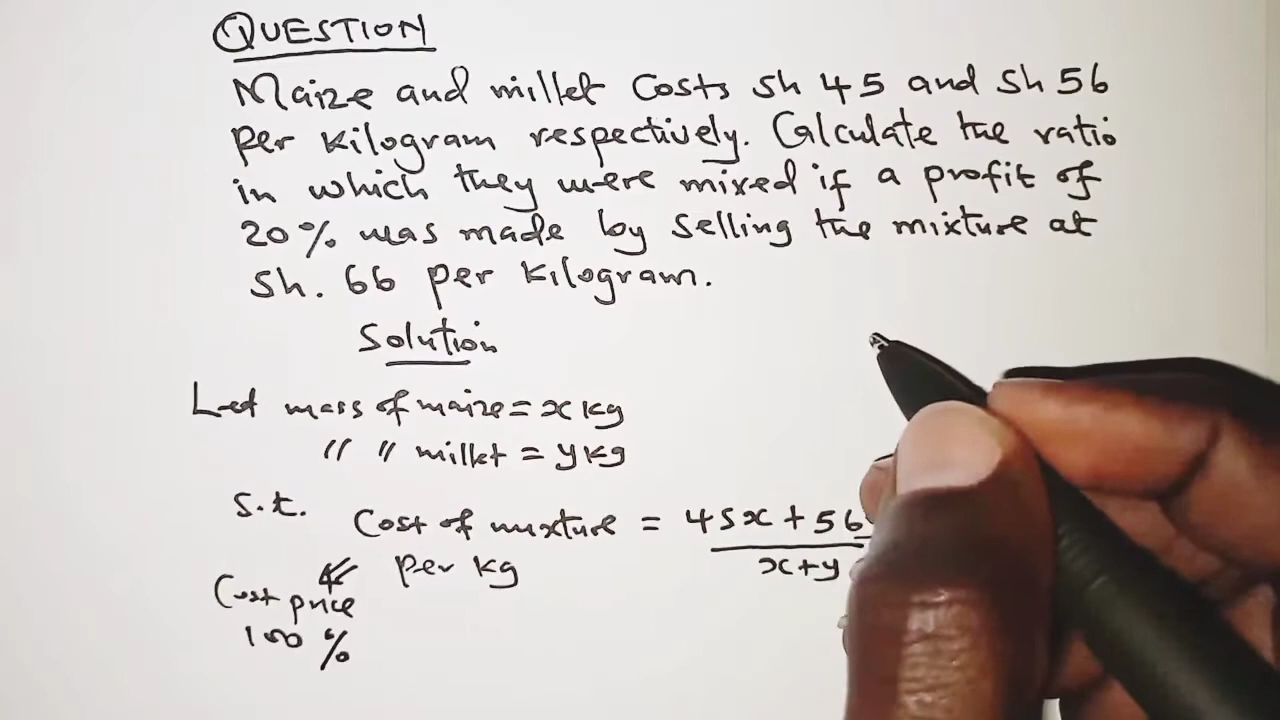 QUESTION
Maize and millet Costs Sh 45 and Sh 56
per kilogram respectively. Calculate the ratio
in which they were mixed if a profit of
20% was made by selling the mixture at
Sh. 66 per kilogram.
Solution
Let mass of maize = x kg
" " millet = y kg
s.t. Cost of mixture = 45x + 56
per kg x+y
Cost price
100 %